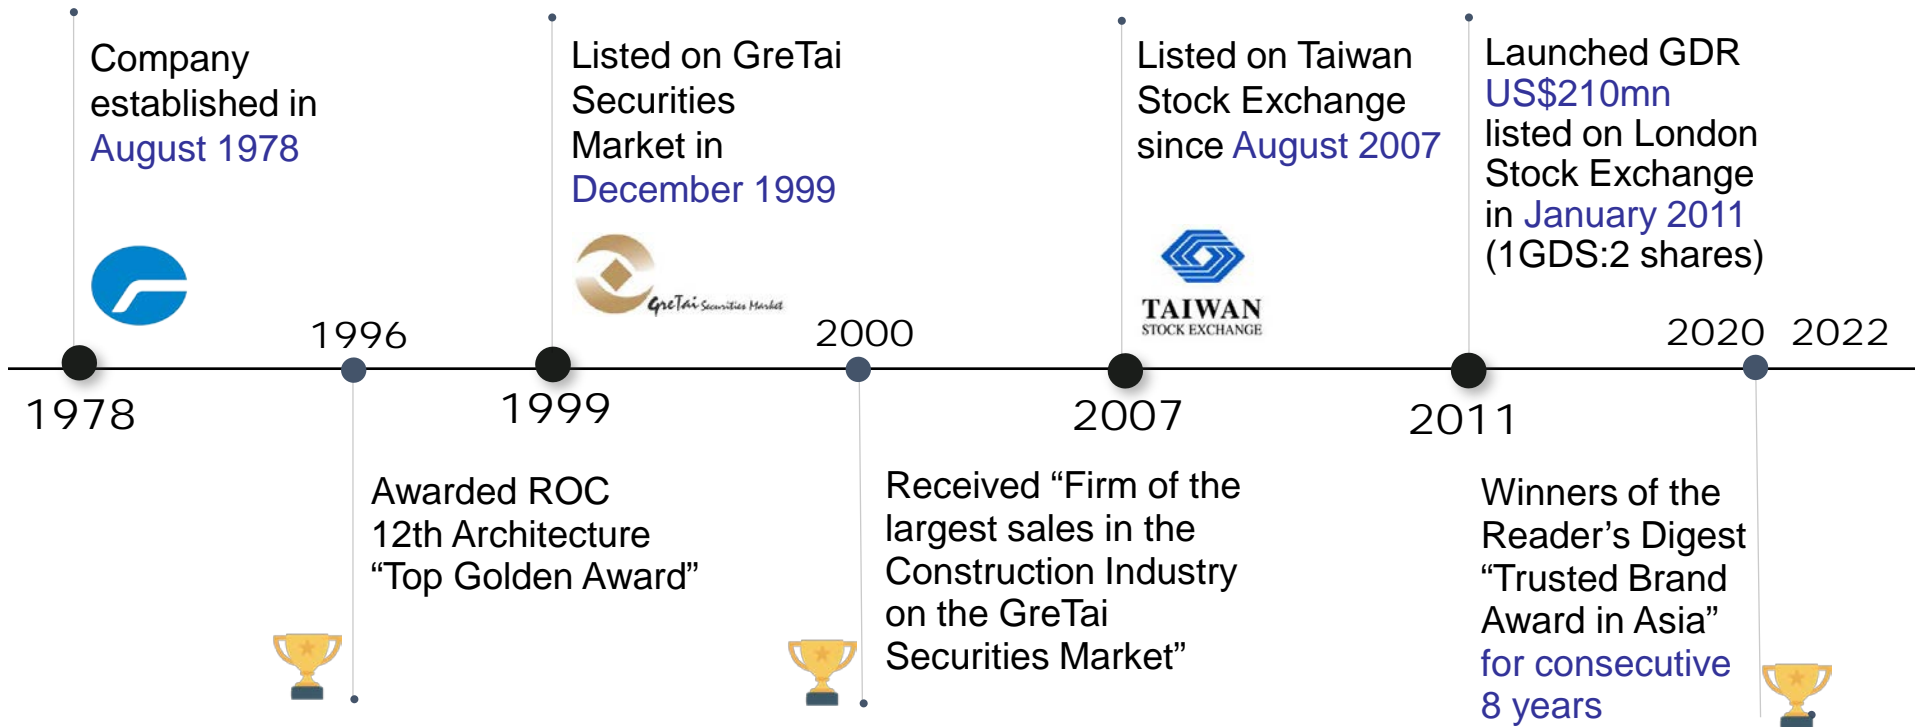 Company
established in
August 1978
Listed on GreTai
Securities
Market in
December 1999
GreTai Securities Market
Listed on Taiwan
Stock Exchange
since August 2007
TAIWAN
STOCK EXCHANGE
Launched GDR
US$210mn
listed on London
Stock Exchange
in January 2011
(1GDS:2 shares)
1996
2000
2020 2022
1978
1999
2007
2011
Awarded ROC
12th Architecture
“Top Golden Award”
Received “Firm of the
largest sales in the
Construction Industry
on the GreTai
Securities Market”
Winners of the
Reader’s Digest
“Trusted Brand
Award in Asia”
for consecutive
8 years